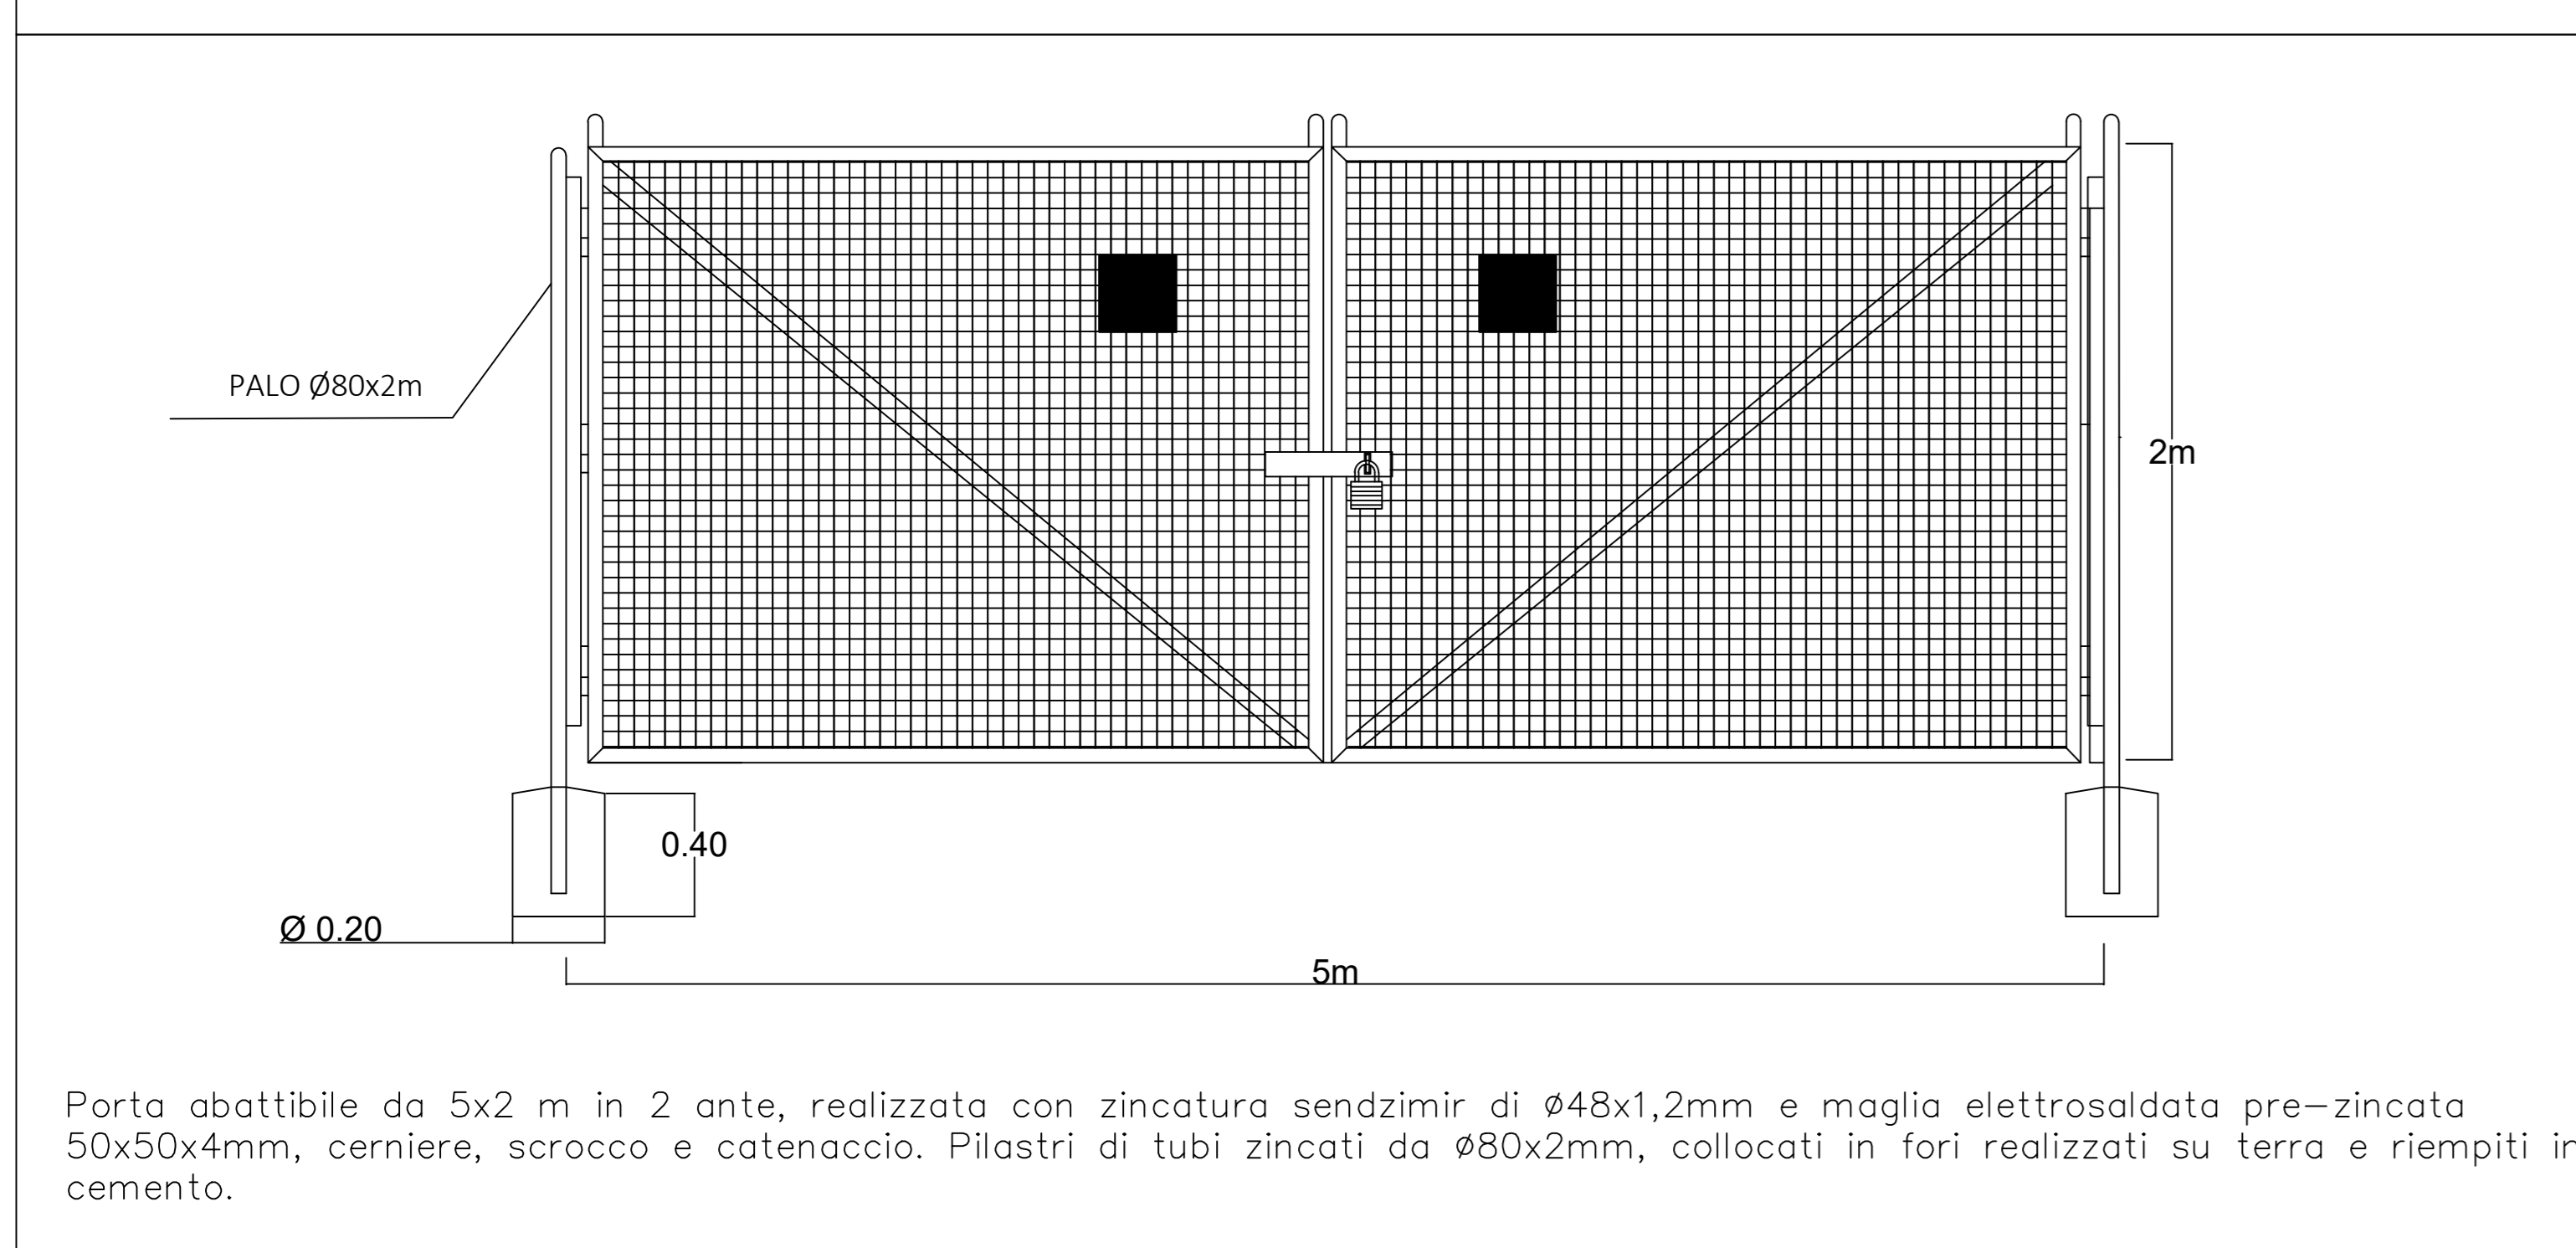 PALO Ø80x2m
2m
0.40
Ø 0.20
5m
Porta abattibile da 5x2 m in 2 ante, realizzata con zincatura sendzimir di Ø48x1,2mm e maglia elettrosaldata pre-zincata
50x50x4mm, cerniere, scrocco e catenaccio. Pilastri di tubi zincati da Ø80x2mm, collocati in fori realizzati su terra e riempiti in
cemento.